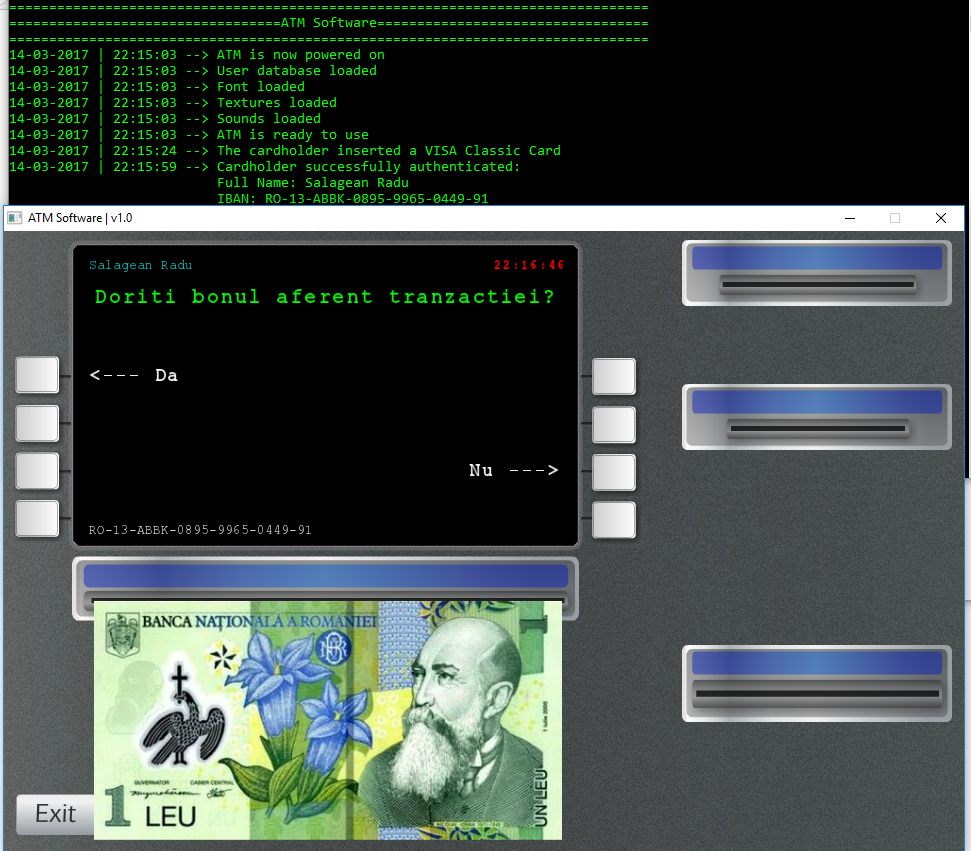 =ATM Software=
14-03-2017 | 22:15:03 --> ATM is now powered on
14-03-2017 | 22:15:03 --> User database loaded
14-03-2017 | 22:15:03 --> Font loaded
14-03-2017 | 22:15:03 --> Textures loaded
14-03-2017 | 22:15:03 --> Sounds loaded
14-03-2017 | 22:15:03 --> ATM is ready to use
14-03-2017 | 22:15:24 --> The cardholder inserted a VISA Classic Card
14-03-2017 | 22:15:59 --> Cardholder successfully authenticated:
Full Name: Salagean Radu
IBAN: RO-13-ABBK-0895-9965-0449-91
ATM Software | v1.0
Salagean Radu 22:16:46
Doriti bonul aferent tranzactiei?
<--- Da
Nu --->
RO-13-ABBK-0895-9965-0449-91
BANCA NAȚIONALĂ A ROMÂNIEI
1
1 iulie 2005
GUVERNATOR CASIER CENTRAL
1 LEU
UN LEU
Exit